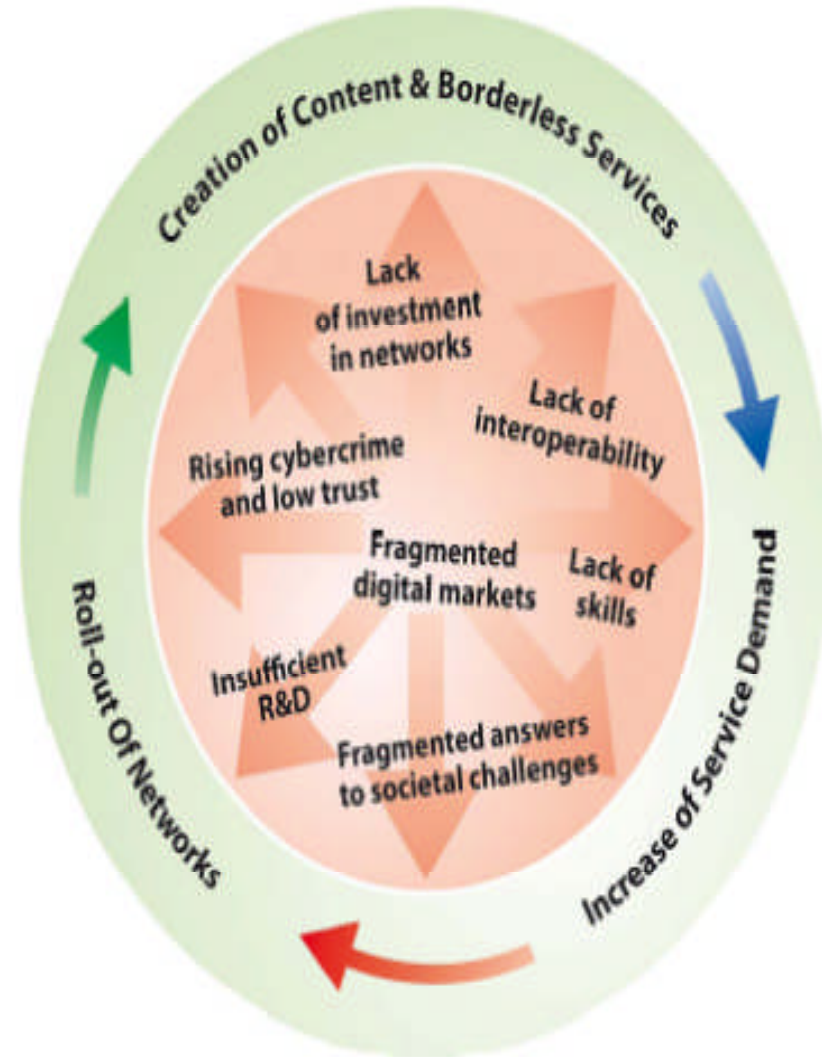 Creation of Content & Borderless Services
Lack
of investment
in networks
Lack of
interoperability
Rising cybercrime
and low trust
Fragmented
digital markets
Lack of
skills
Insufficient
R&D
Fragmented answers
to societal challenges
Increase of Service Demand
Roll-out Of Networks